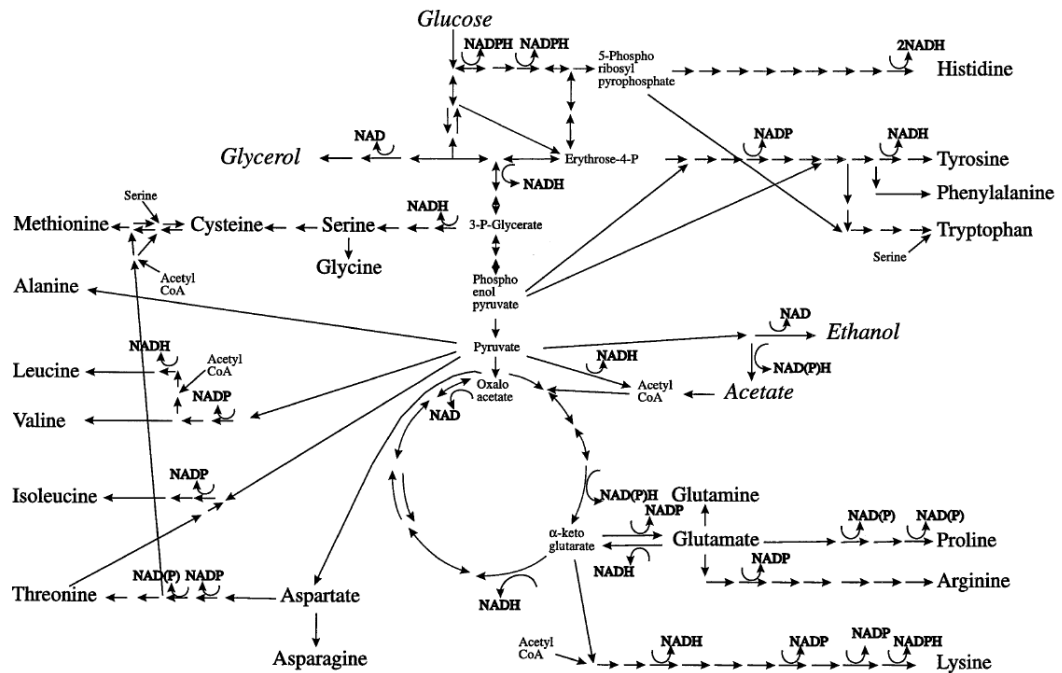 Glucose
NADPH NADPH
2NADH
5-Phospho
ribosyl
pyrophosphate
Histidine
NAD
NADP
NADH
Glycerol
Erythrose-4-P
Tyrosine
NADH
Phenylalanine
Serine
NADH
Methionine
Cysteine
Serine
3-P-Glycerate
Tryptophan
Serine
Glycine
Acetyl
CoA
Alanine
Phospho
enol
pyruvate
NAD
Ethanol
Pyruvate
NADH
NADH
NAD(P)H
Leucine
Acetyl
CoA
Oxalo
acetate
Acetyl
CoA
Acetate
NADP
NAD
Valine
NADP
Isoleucine
NAD(P)H
Glutamine
NADP
NAD(P)
NAD(P)
α-keto
glutarate
Glutamate
Proline
NADH
NADP
NAD(P)
NADP
Threonine
Aspartate
NADH
Arginine
Asparagine
Acetyl
CoA
NADH
NADP
NADP
NADPH
Lysine